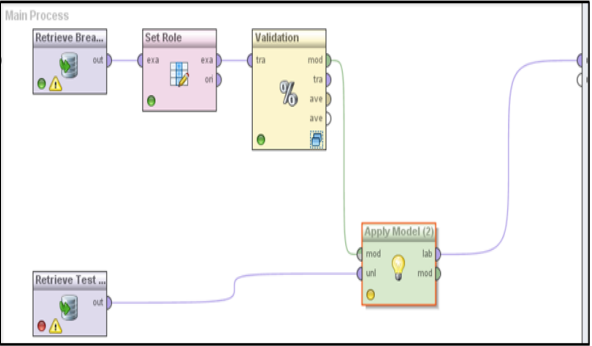 Main Process
Retrieve Brea...
out
Set Role
exa
exa
ori
Validation
tra
mod
tra
ave
ave
%
Apply Model (2)
mod
lab
unl
mod
Retrieve Test ...
out